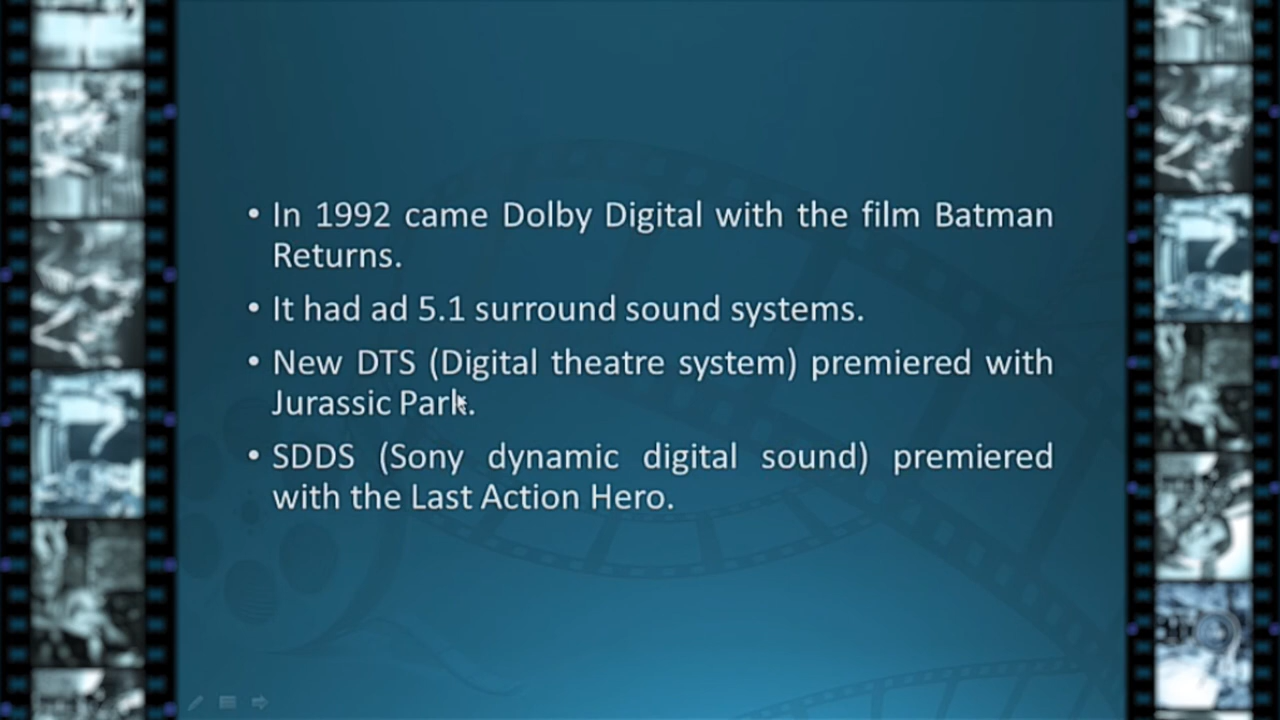 • In 1992 came Dolby Digital with the film Batman
Returns.
• It had ad 5.1 surround sound systems.
• New DTS (Digital theatre system) premiered with
Jurassic Park.
• SDDS (Sony dynamic digital sound) premiered
with the Last Action Hero.